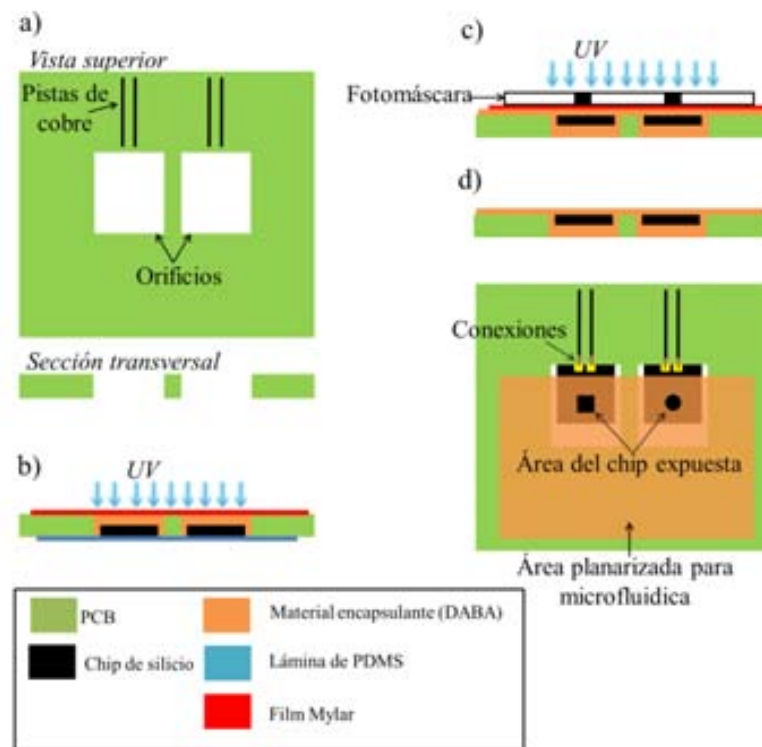 a)
Vista superior
Pistas de
cobre
Orificios
Sección transversal
b)
UV
c)
UV
Fotomáscara
d)
Conexiones
Área del chip expuesta
Área planarizada para
microfluidica
PCB
Material encapsulante (DABA)
Chip de silicio
Lámina de PDMS
Film Mylar